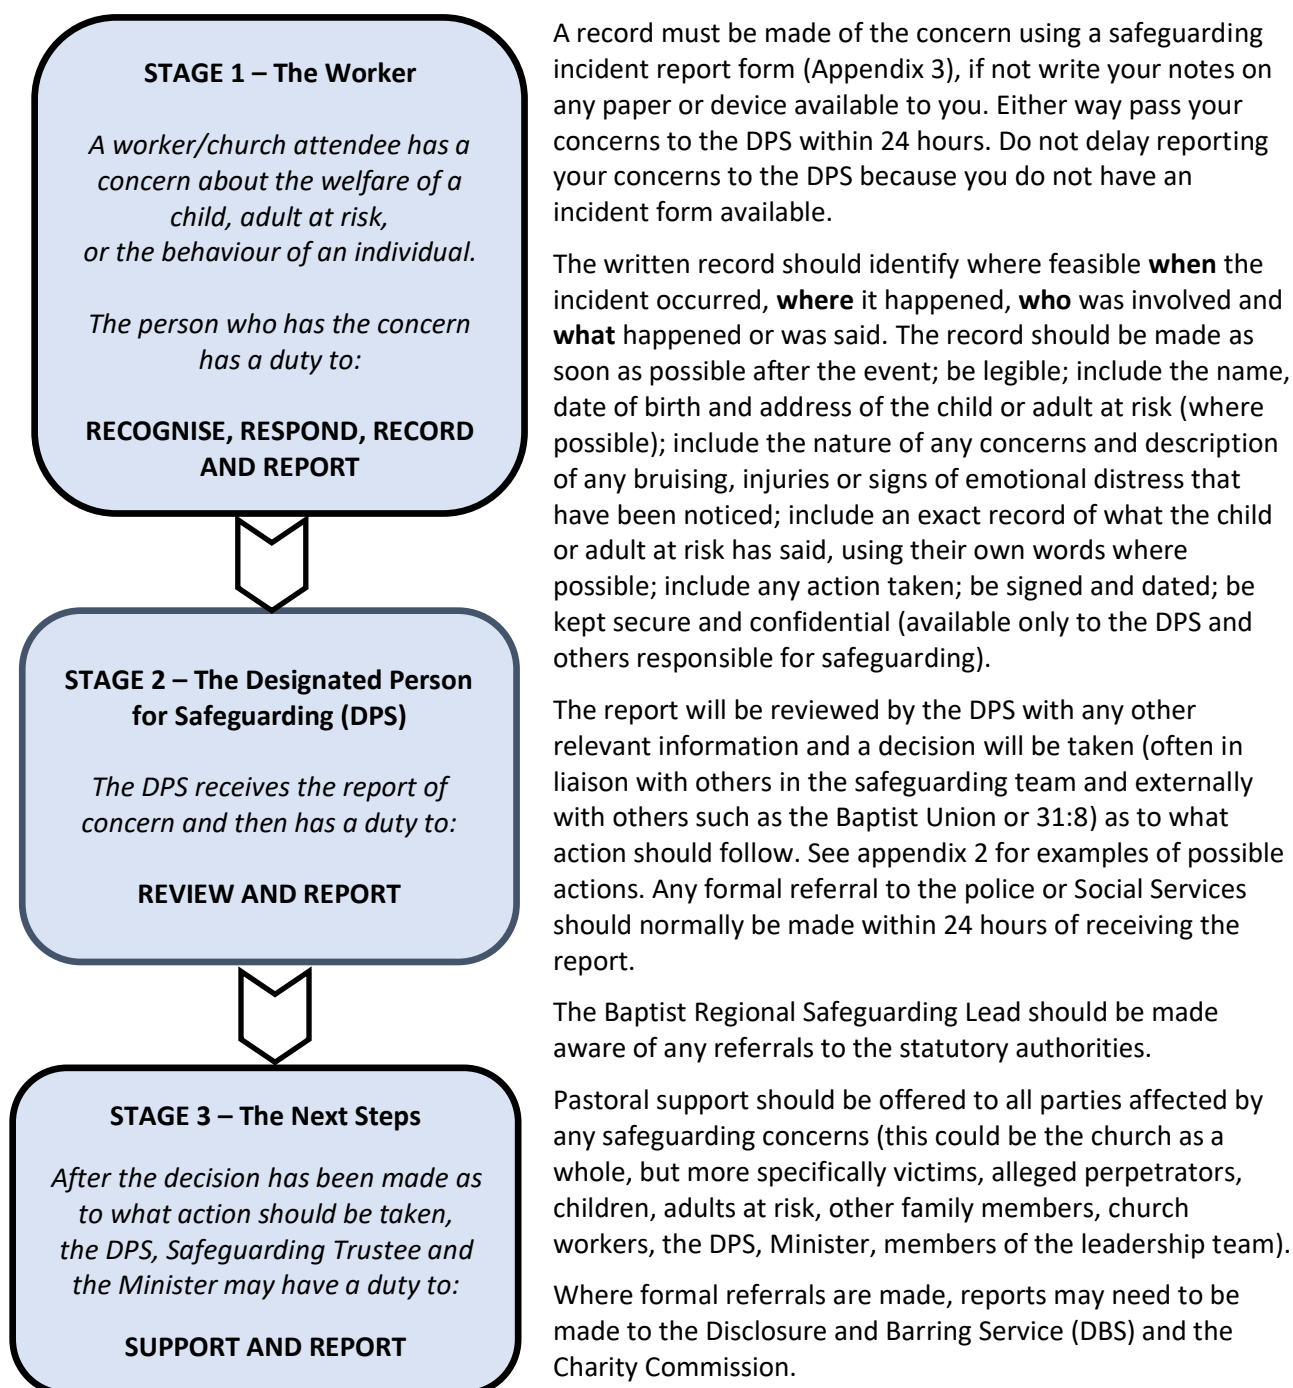 STAGE 1 – The Worker
A worker/church attendee has a
concern about the welfare of a
child, adult at risk,
or the behaviour of an individual.
The person who has the concern
has a duty to:
RECOGNISE, RESPOND, RECORD
AND REPORT
STAGE 2 – The Designated Person
for Safeguarding (DPS)
The DPS receives the report of
concern and then has a duty to:
REVIEW AND REPORT
STAGE 3 – The Next Steps
After the decision has been made as
to what action should be taken,
the DPS, Safeguarding Trustee and
the Minister may have a duty to:
SUPPORT AND REPORT
A record must be made of the concern using a safeguarding
incident report form (Appendix 3), if not write your notes on
any paper or device available to you. Either way pass your
concerns to the DPS within 24 hours. Do not delay reporting
your concerns to the DPS because you do not have an
incident form available.
The written record should identify where feasible when the
incident occurred, where it happened, who was involved and
what happened or was said. The record should be made as
soon as possible after the event; be legible; include the name,
date of birth and address of the child or adult at risk (where
possible); include the nature of any concerns and description
of any bruising, injuries or signs of emotional distress that
have been noticed; include an exact record of what the child
or adult at risk has said, using their own words where
possible; include any action taken; be signed and dated; be
kept secure and confidential (available only to the DPS and
others responsible for safeguarding).
The report will be reviewed by the DPS with any other
relevant information and a decision will be taken (often in
liaison with others in the safeguarding team and externally
with others such as the Baptist Union or 31:8) as to what
action should follow. See appendix 2 for examples of possible
actions. Any formal referral to the police or Social Services
should normally be made within 24 hours of receiving the
report.
The Baptist Regional Safeguarding Lead should be made
aware of any referrals to the statutory authorities.
Pastoral support should be offered to all parties affected by
any safeguarding concerns (this could be the church as a
whole, but more specifically victims, alleged perpetrators,
children, adults at risk, other family members, church
workers, the DPS, Minister, members of the leadership team).
Where formal referrals are made, reports may need to be
made to the Disclosure and Barring Service (DBS) and the
Charity Commission.